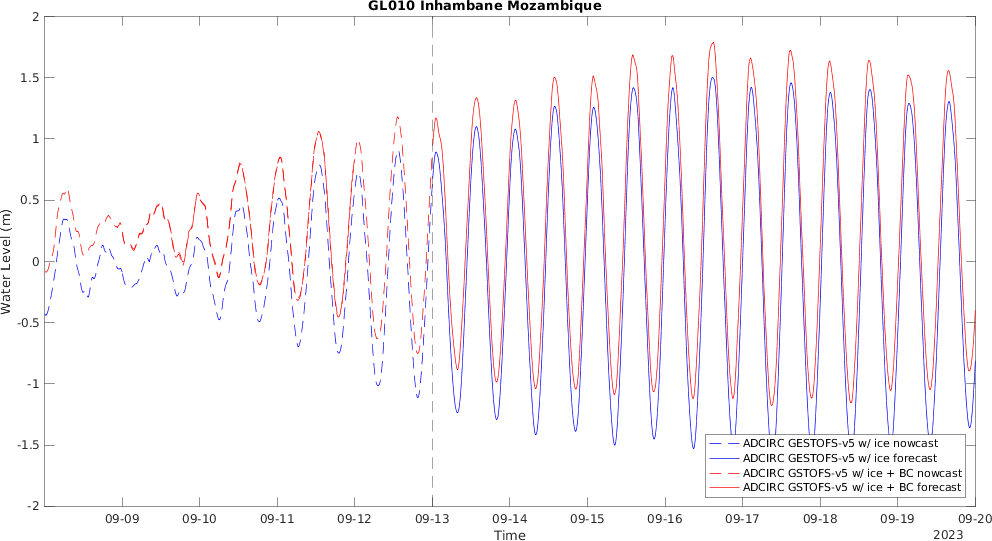 GL010 Inhambane Mozambique
2
1.5
1
0.5
0
-0.5
-1
-1.5
-2
Water Level (m)
ADCIRC GESTOFS-v5 w/ ice nowcast
ADCIRC GESTOFS-v5 w/ ice forecast
ADCIRC GSTOFS-v5 w/ ice + BC nowcast
ADCIRC GSTOFS-v5 w/ ice + BC forecast
09-09 09-10 09-11 09-12 09-13 09-14 09-15 09-16 09-17 09-18 09-19 09-20
Time
2023